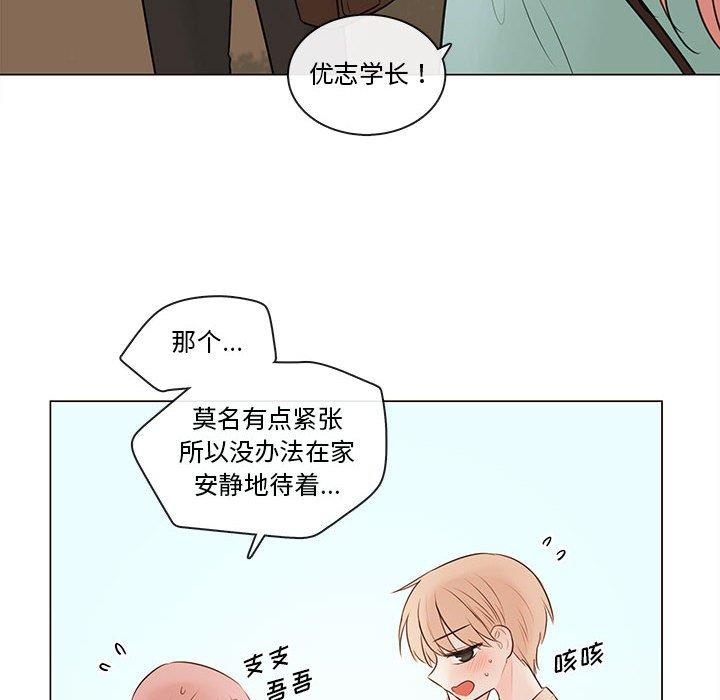 优志学长！
那个...
莫名有点紧张
所以没办法在家
安静地待着...
支支
吾吾
咳咳